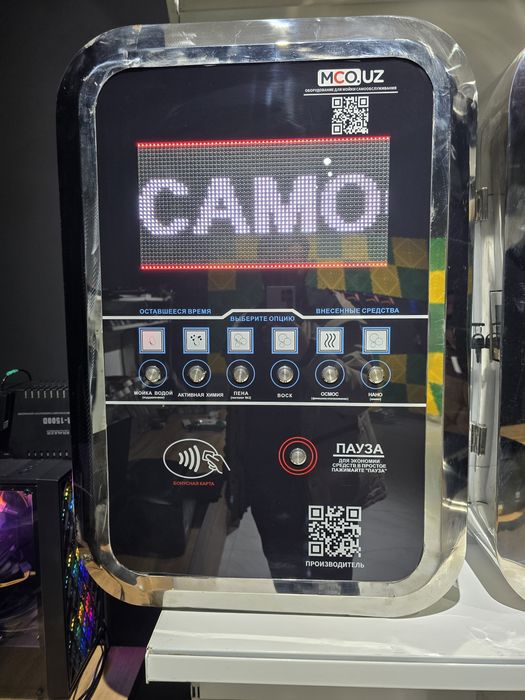 MCO.UZ
ОБОРУДОВАНИЕ ДЛЯ МОЙКИ САМООБСЛУЖИВАНИЯ
САМО
ОСТАВШЕЕСЯ ВРЕМЯ
ВЫБЕРИТЕ ОПЦИЮ
ВНЕСЕННЫЕ СРЕДСТВА
МОЙКА ВОДОЙ
АКТИВНАЯ ХИМИЯ
ПЕНА
ВОСК
ОСМОС
НАНО
БОНУСНАЯ КАРТА
ПАУЗА
ДЛЯ ЭКОНОМИИ
СРЕДСТВ В ПРОСТОЕ
НАЖИМАЙТЕ "ПАУЗА"
ПРОИЗВОДИТЕЛЬ
1500D